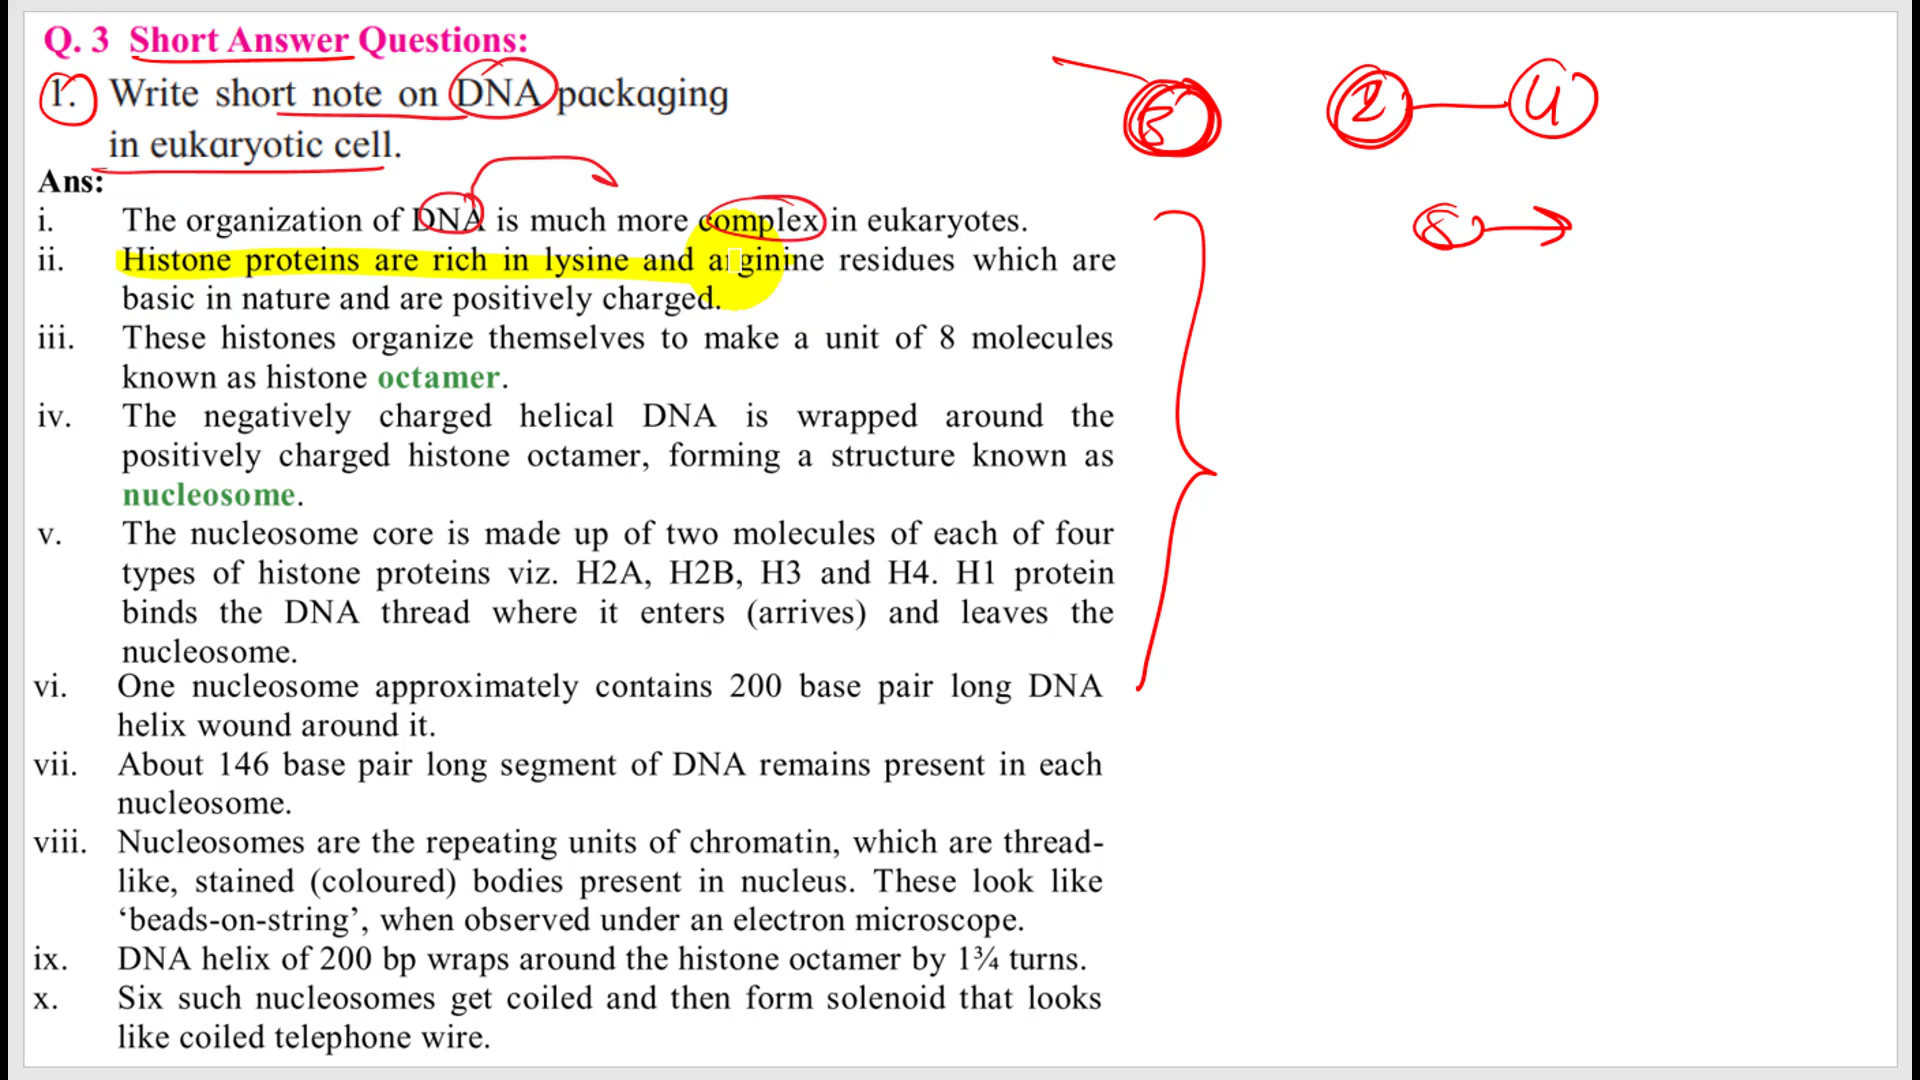 Q. 3 Short Answer Questions:
1. Write short note on DNA packaging
in eukaryotic cell.
Ans:
i. The organization of DNA is much more complex in eukaryotes.
ii. Histone proteins are rich in lysine and arginine residues which are
basic in nature and are positively charged.
iii. These histones organize themselves to make a unit of 8 molecules
known as histone octamer.
iv. The negatively charged helical DNA is wrapped around the
positively charged histone octamer, forming a structure known as
nucleosome.
v. The nucleosome core is made up of two molecules of each of four
types of histone proteins viz. H2A, H2B, H3 and H4. H1 protein
binds the DNA thread where it enters (arrives) and leaves the
nucleosome.
vi. One nucleosome approximately contains 200 base pair long DNA
helix wound around it.
vii. About 146 base pair long segment of DNA remains present in each
nucleosome.
viii. Nucleosomes are the repeating units of chromatin, which are thread-
like, stained (coloured) bodies present in nucleus. These look like
‘beads-on-string’, when observed under an electron microscope.
ix. DNA helix of 200 bp wraps around the histone octamer by 1¾ turns.
x. Six such nucleosomes get coiled and then form solenoid that looks
like coiled telephone wire.
8